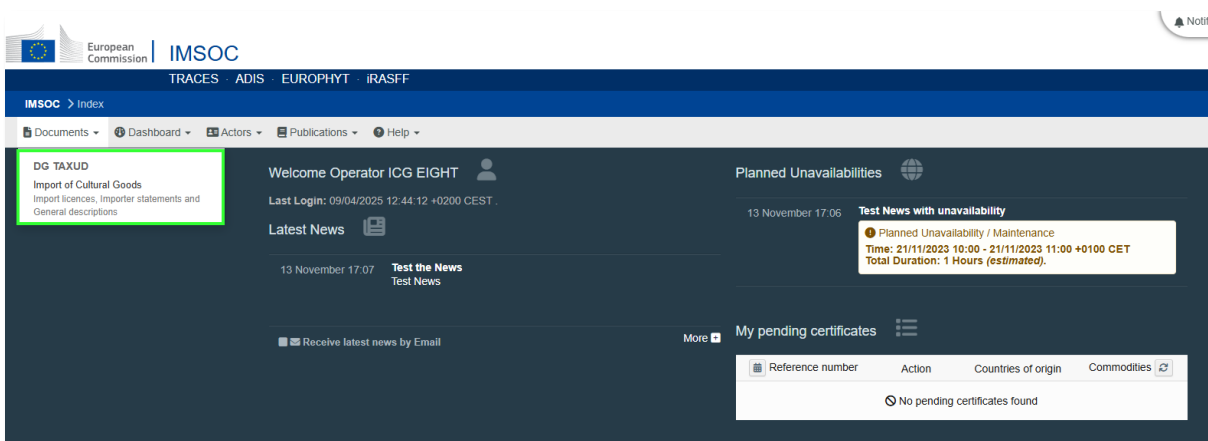 Notif
European
Commission
IMSOC
TRACES · ADIS · EUROPHYT · iRASFF
IMSOC > Index
Documents Dashboard Actors Publications Help
DG TAXUD
Import of Cultural Goods
Import licences, Importer statements and
General descriptions
Welcome Operator ICG EIGHT
Last Login: 09/04/2025 12:44:12 +0200 CEST .
Latest News
13 November 17:07 Test the News
Test News
Receive latest news by Email
More
Planned Unavailabilities
13 November 17:06 Test News with unavailability
Planned Unavailability / Maintenance
Time: 21/11/2023 10:00 - 21/11/2023 11:00 +0100 CET
Total Duration: 1 Hours (estimated).
My pending certificates
Reference number Action Countries of origin Commodities
No pending certificates found